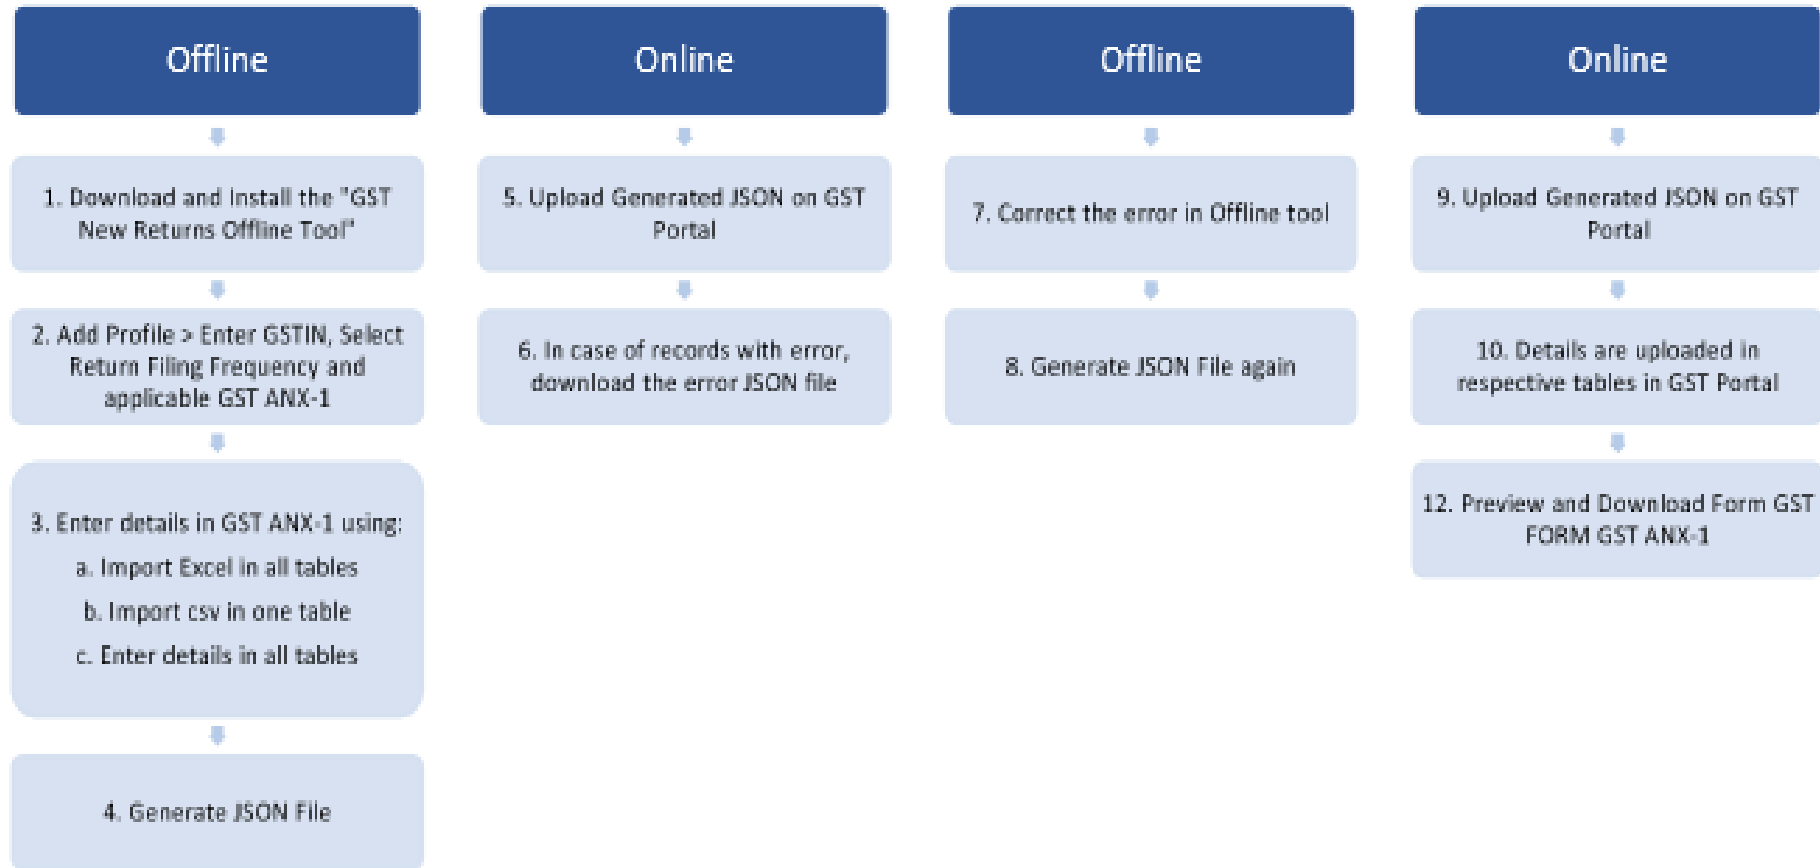 Offline
1. Download and Install the "GST
New Returns Offline Tool"
2. Add Profile > Enter GSTIN, Select
Return Filing Frequency and
applicable GST ANX-1
3. Enter details in GST ANX-1 using:
a. Import Excel in all tables
b. Import csv in one table
c. Enter details in all tables
4. Generate JSON File
Online
5. Upload Generated JSON on GST
Portal
6. In case of records with error,
download the error JSON file
Offline
7. Correct the error in Offline tool
8. Generate JSON File again
Online
9. Upload Generated JSON on GST
Portal
10. Details are uploaded in
respective tables in GST Portal
12. Preview and Download Form GST
FORM GST ANX-1